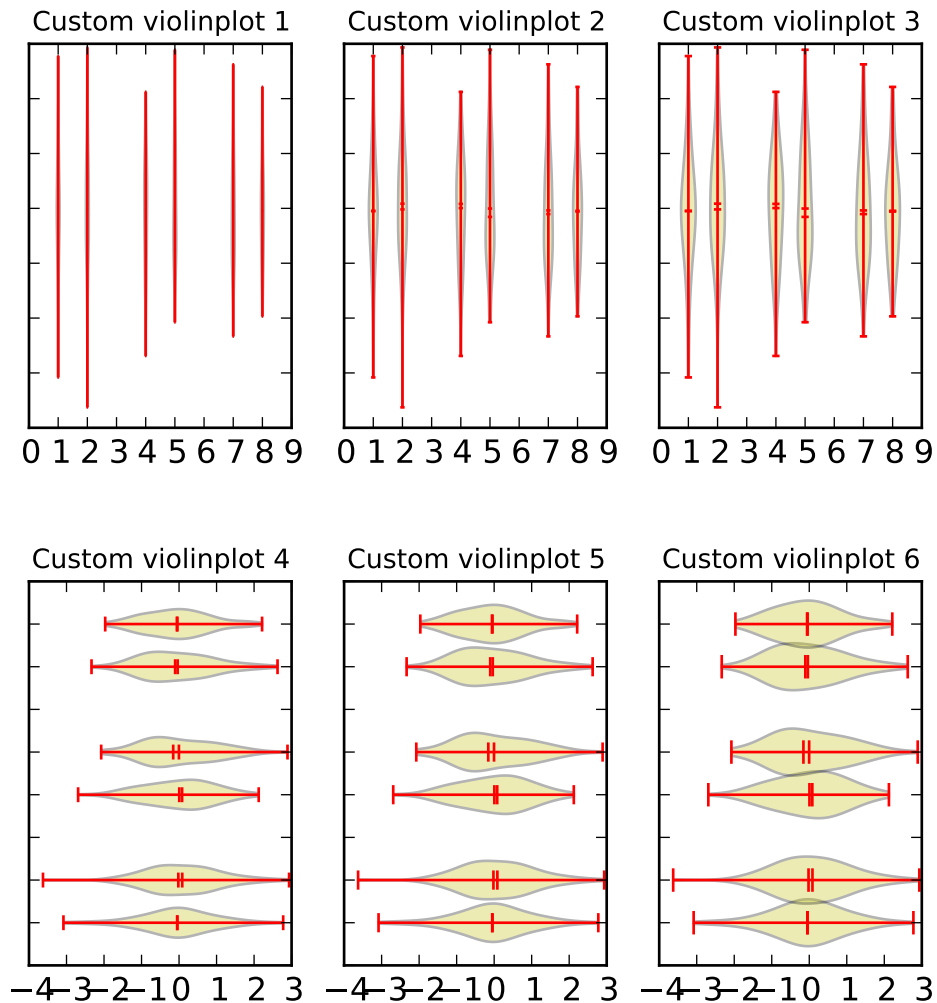 Custom violinplot 1 Custom violinplot 2 Custom violinplot 3
0 1 2 3 4 5 6 7 8 9 0 1 2 3 4 5 6 7 8 9 0 1 2 3 4 5 6 7 8 9
Custom violinplot 4 Custom violinplot 5 Custom violinplot 6
−4 −3 −2 −1 0 1 2 3 −4 −3 −2 −1 0 1 2 3 −4 −3 −2 −1 0 1 2 3